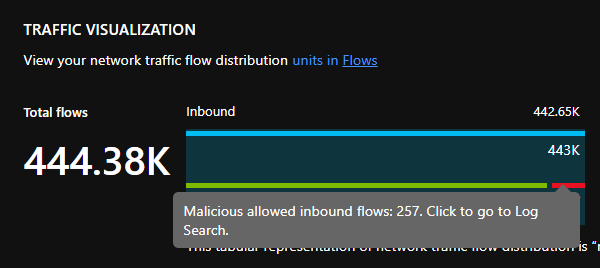 TRAFFIC VISUALIZATION
View your network traffic flow distribution units in Flows
Total flows
Inbound
442.65K
444.38K
443K
Malicious allowed inbound flows: 257. Click to go to Log
Search.
This tabular representation of network traffic flow distribution is